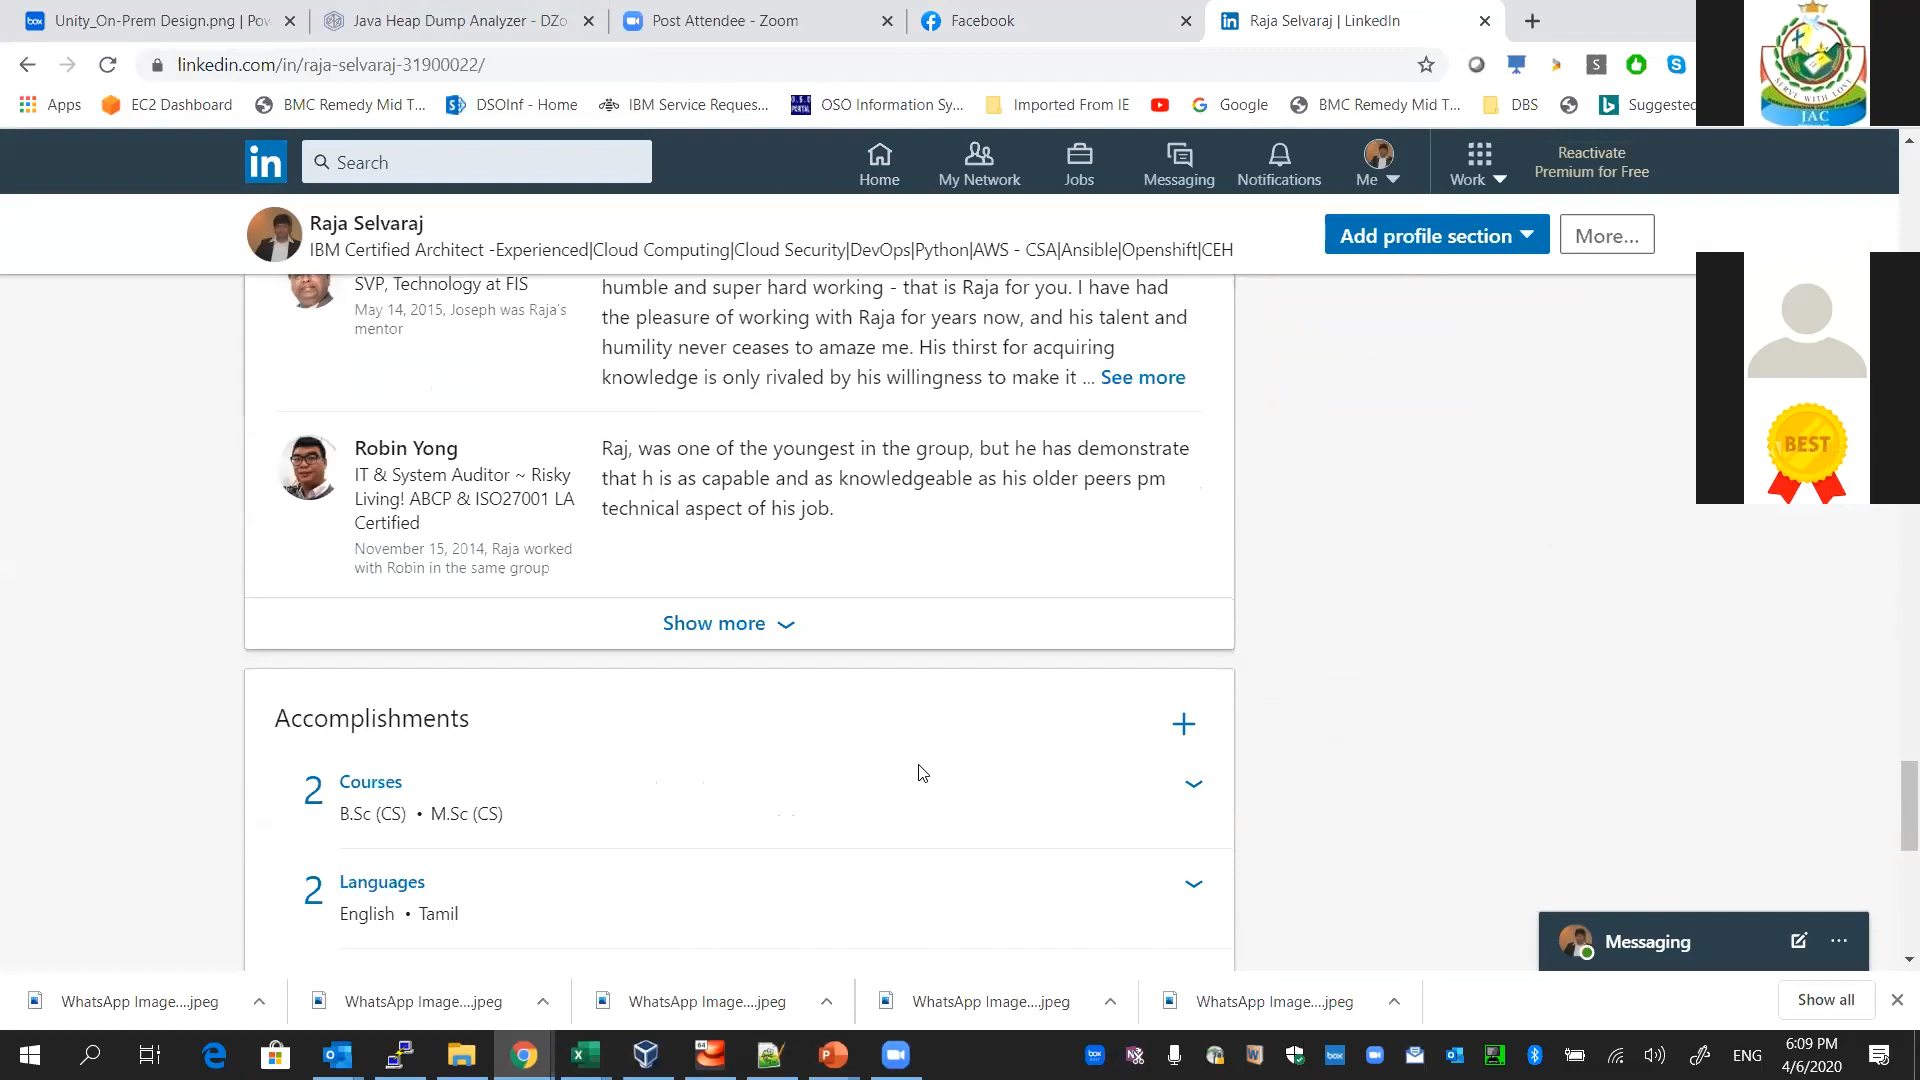 Unity_On-Prem Design.png | Pow
Java Heap Dump Analyzer - DZo
Post Attendee - Zoom
Facebook
Raja Selvaraj | LinkedIn
linkedin.com/in/raja-selvaraj-31900022/
Apps
EC2 Dashboard
BMC Remedy Mid T...
DSOInf - Home
IBM Service Reques...
OSO Information Sy...
Imported From IE
Google
BMC Remedy Mid T...
DBS
Suggested
SERVE WITH LOVE
JAC
in
Search
Home
My Network
Jobs
Messaging
Notifications
Me
Work
Reactivate
Premium for Free
Raja Selvaraj
IBM Certified Architect -Experienced|Cloud Computing|Cloud Security|DevOps|Python|AWS - CSA|Ansible|Openshift|CEH
Add profile section
More...
SVP, Technology at FIS
May 14, 2015, Joseph was Raja's
mentor
humble and super hard working - that is Raja for you. I have had
the pleasure of working with Raja for years now, and his talent and
humility never ceases to amaze me. His thirst for acquiring
knowledge is only rivaled by his willingness to make it ... See more
BEST
Robin Yong
IT & System Auditor ~ Risky
Living! ABCP & ISO27001 LA
Certified
November 15, 2014, Raja worked
with Robin in the same group
Raj, was one of the youngest in the group, but he has demonstrate
that h is as capable and as knowledgeable as his older peers pm
technical aspect of his job.
Show more
Accomplishments
2
Courses
B.Sc (CS) • M.Sc (CS)
2
Languages
English • Tamil
Messaging
WhatsApp Image....jpeg
WhatsApp Image....jpeg
WhatsApp Image....jpeg
WhatsApp Image....jpeg
WhatsApp Image....jpeg
Show all
ENG
6:09 PM
4/6/2020